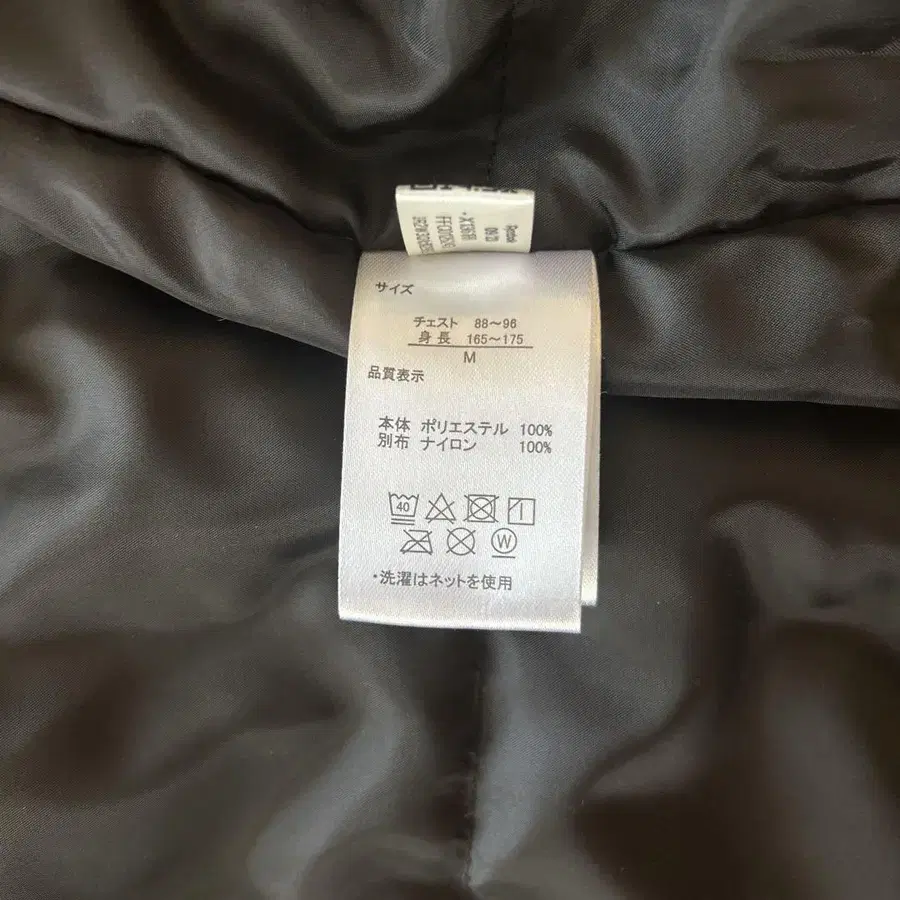 サイズ
チェスト 88～96
身長 165～175
M
品質表示
本体 ポリエステル 100%
別布 ナイロン 100%
40
W
・洗濯はネットを使用